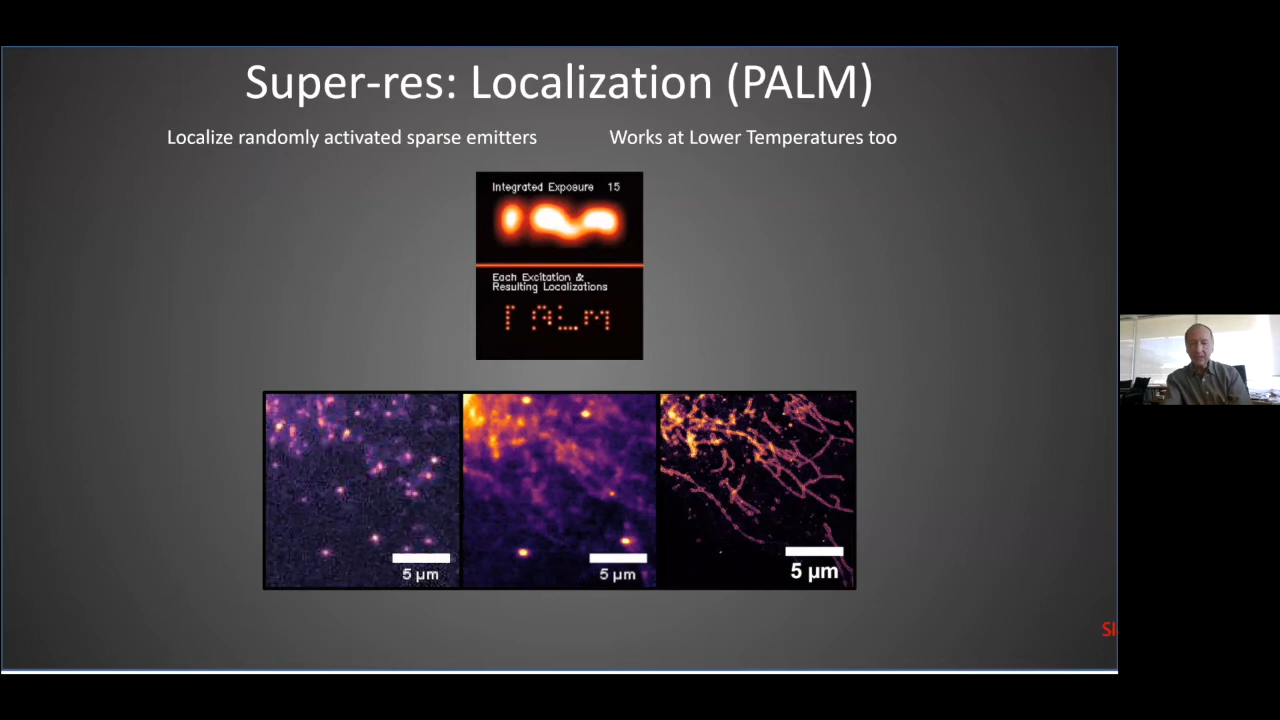 Super-res: Localization (PALM)
Localize randomly activated sparse emitters
Works at Lower Temperatures too
Integrated Exposure 15
Each Excitation &
Resulting Localizations
PALM
5 μm
5 μm
5 μm